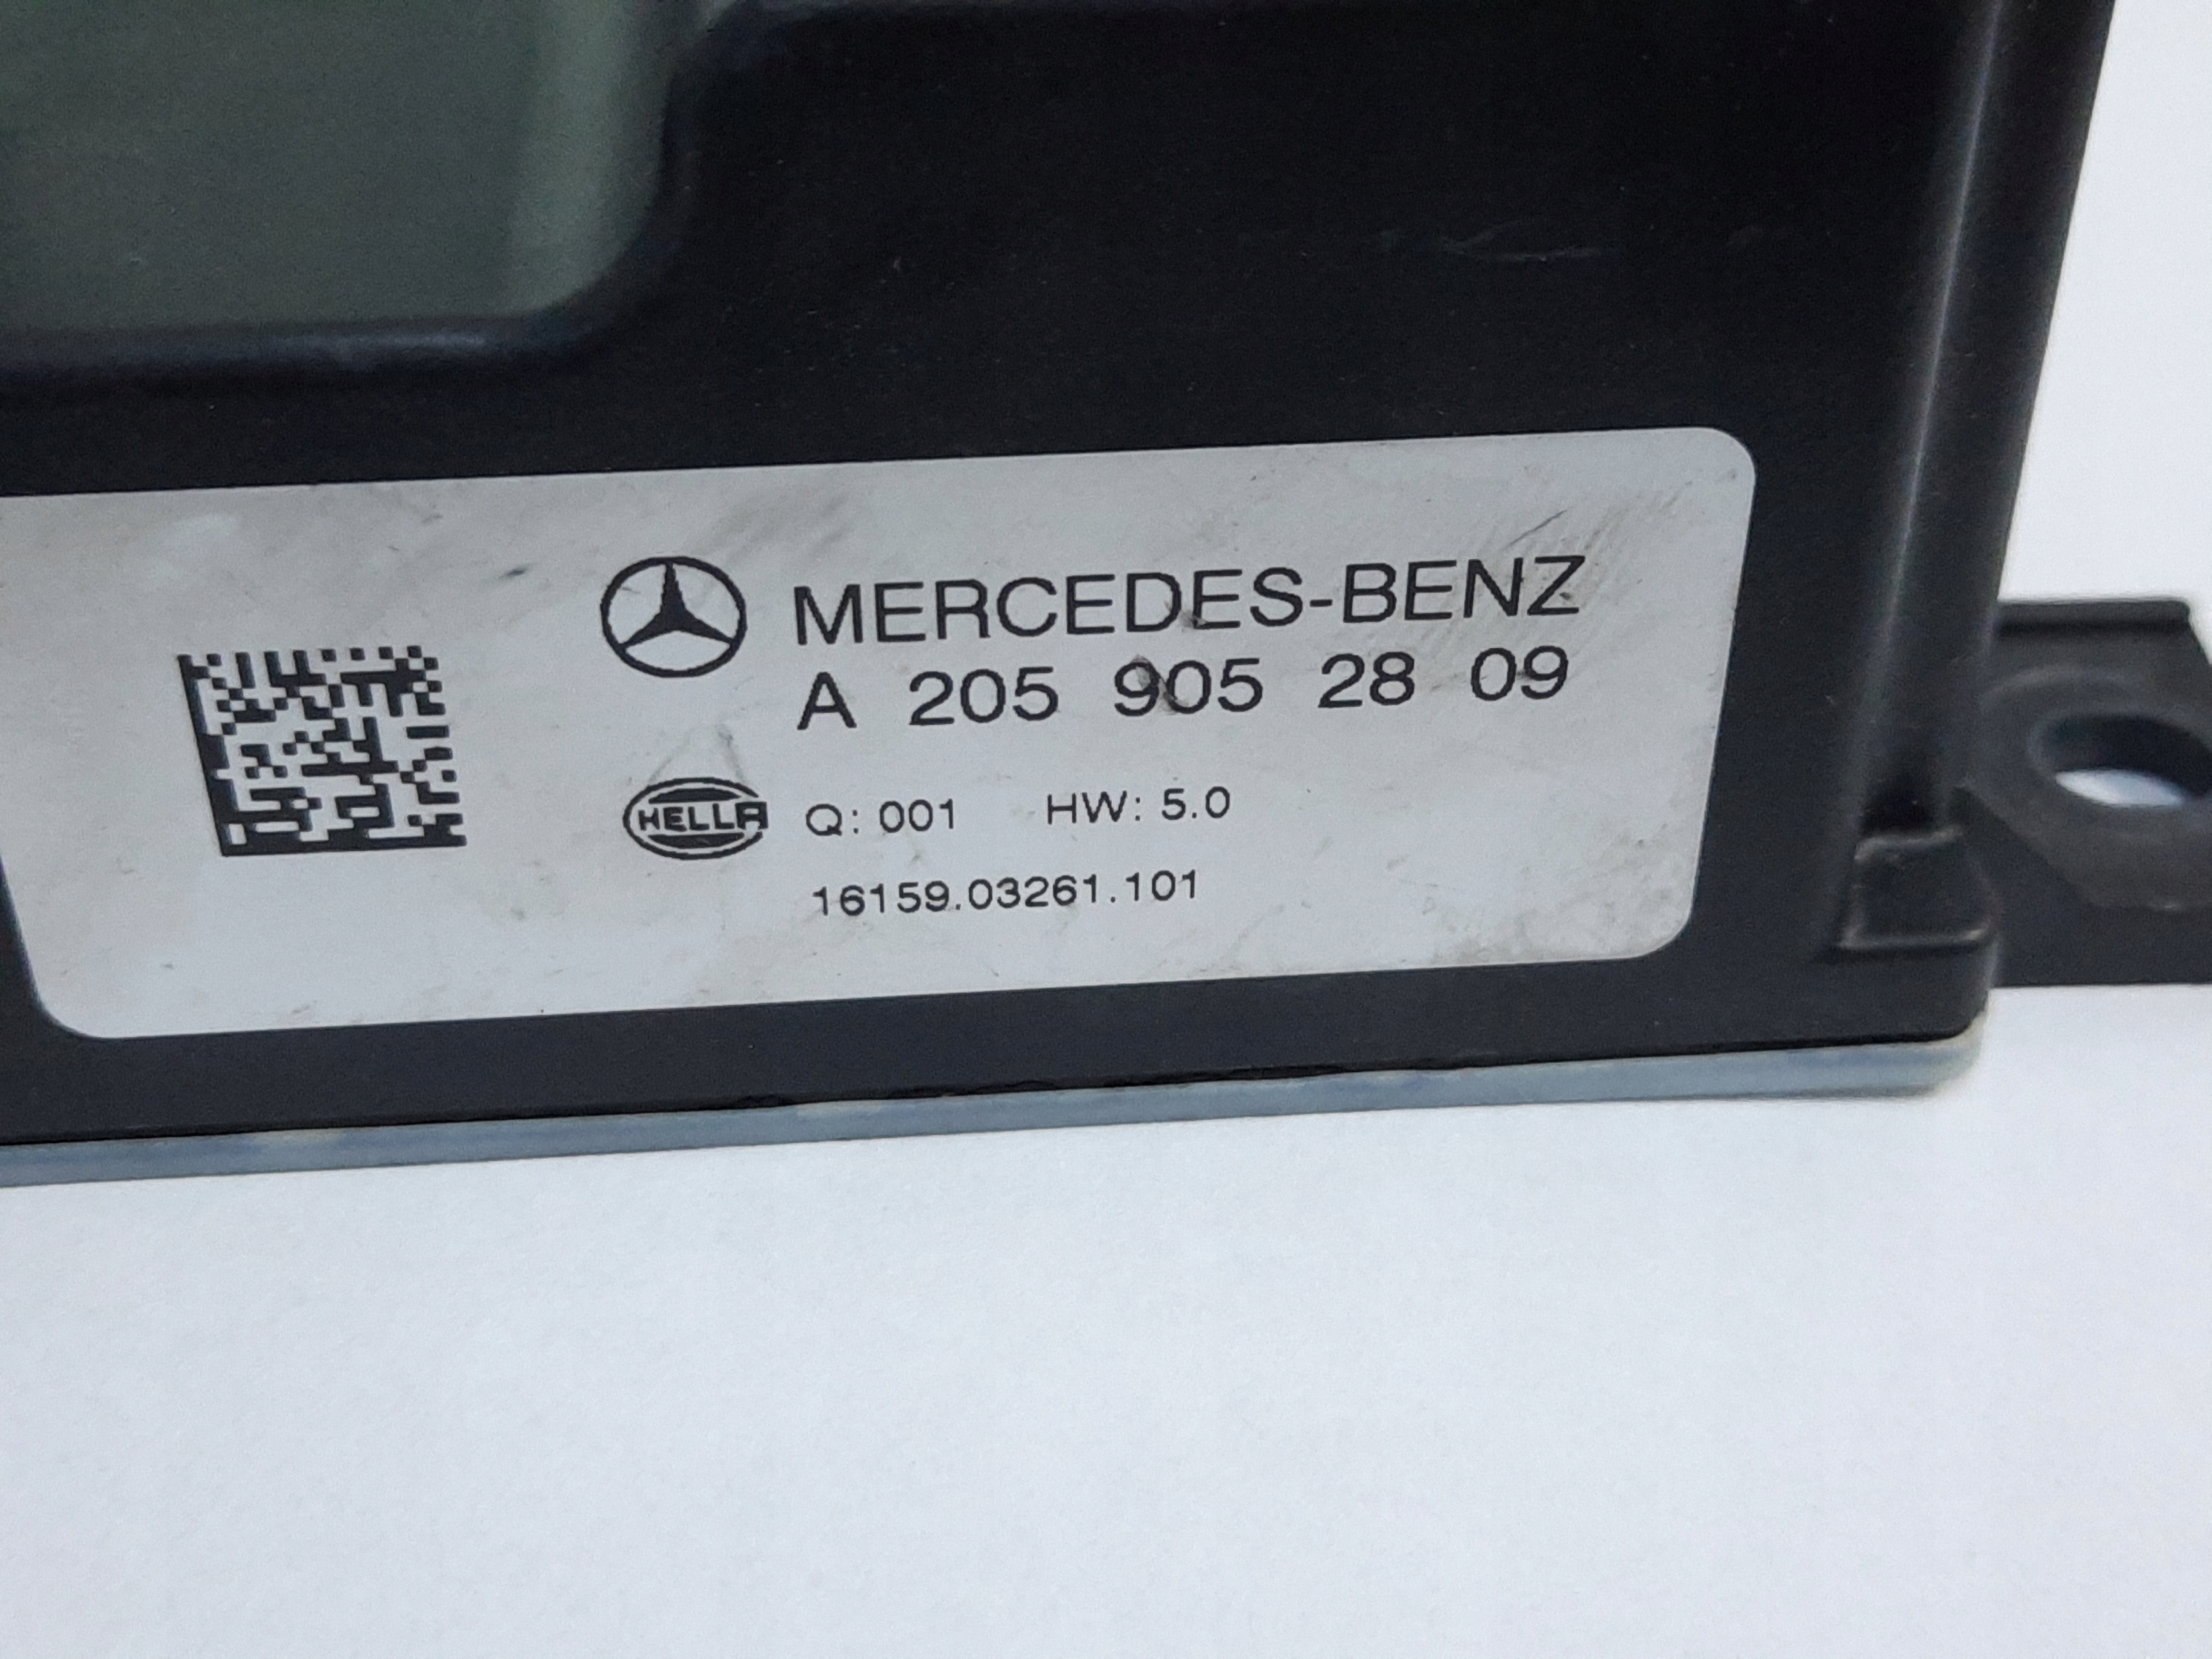 MERCEDES-BENZ
A 205 905 28 09
HELLA Q: 001 HW: 5.0
16159.03261.101